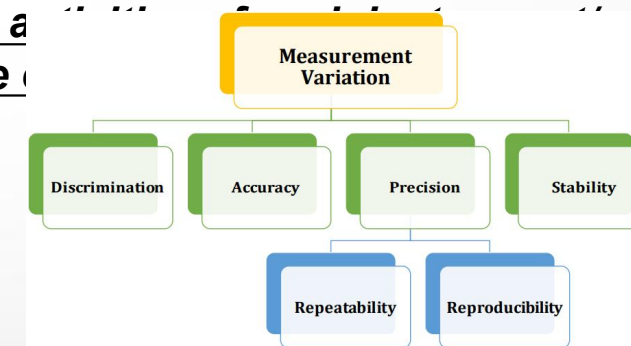 a
e
Measurement
Variation
Discrimination
Accuracy
Precision
Stability
Repeatability
Reproducibility